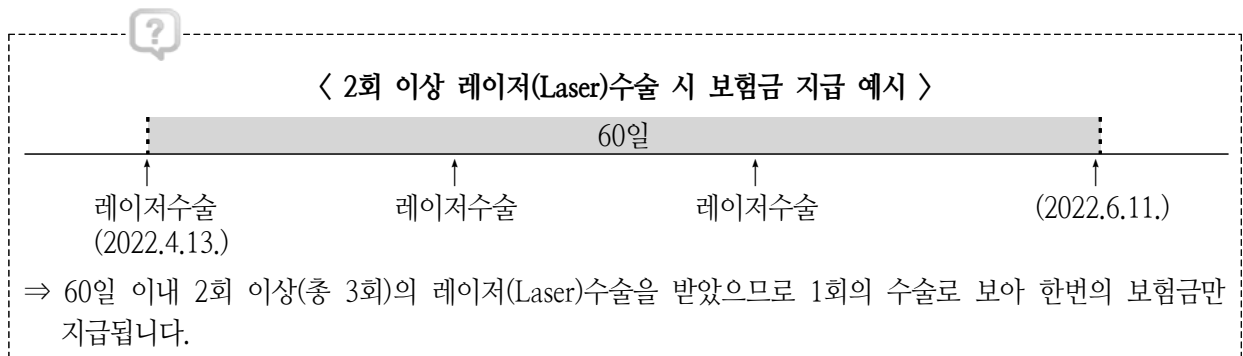 ?
〈 2회 이상 레이저(Laser)수술 시 보험금 지급 예시 〉
60일
레이저수술 레이저수술 레이저수술 (2022.6.11.)
(2022.4.13.)
⇒ 60일 이내 2회 이상(총 3회)의 레이저(Laser)수술을 받았으므로 1회의 수술로 보아 한번의 보험금만
지급됩니다.